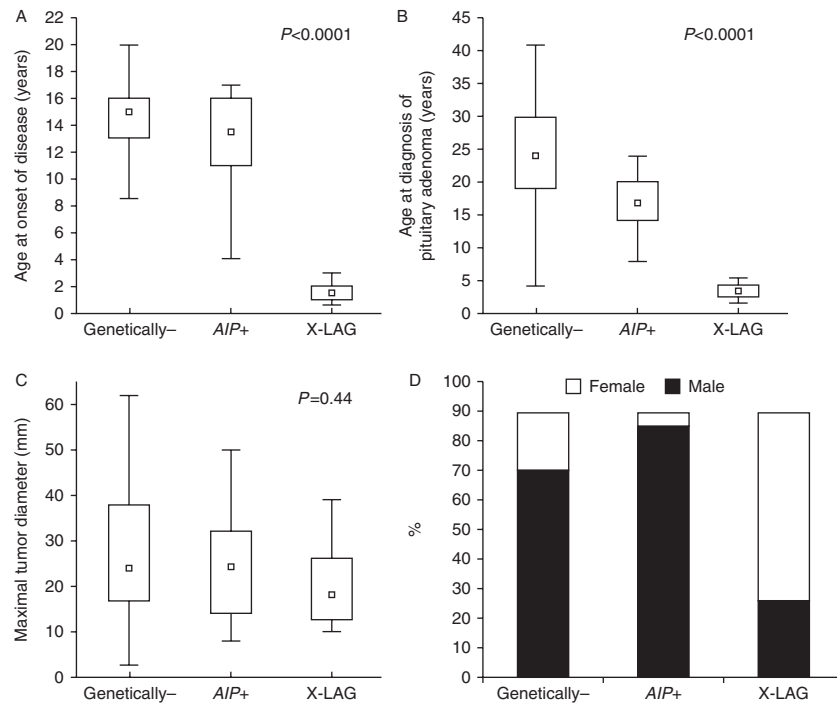 A
P<0.0001
Age at onset of disease (years)
22
20
18
16
14
12
10
8
6
4
2
0
Genetically–
AIP+
X-LAG
B
P<0.0001
Age at diagnosis of
pituitary adenoma (years)
45
40
35
30
25
20
15
10
5
0
Genetically–
AIP+
X-LAG
C
P=0.44
Maximal tumor diameter (mm)
60
50
40
30
20
10
0
Genetically–
AIP+
X-LAG
D
Female
Male
%
100
90
80
70
60
50
40
30
20
10
0
Genetically–
AIP+
X-LAG